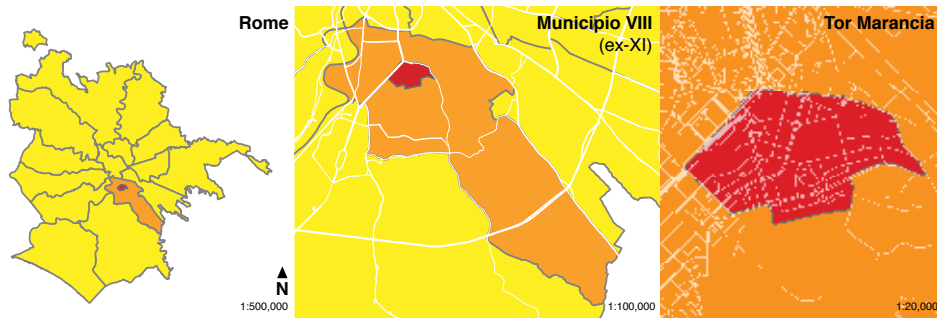 Rome
N
1:500,000
Municipio VIII
(ex-XI)
1:100,000
Tor Marancia
1:20,000